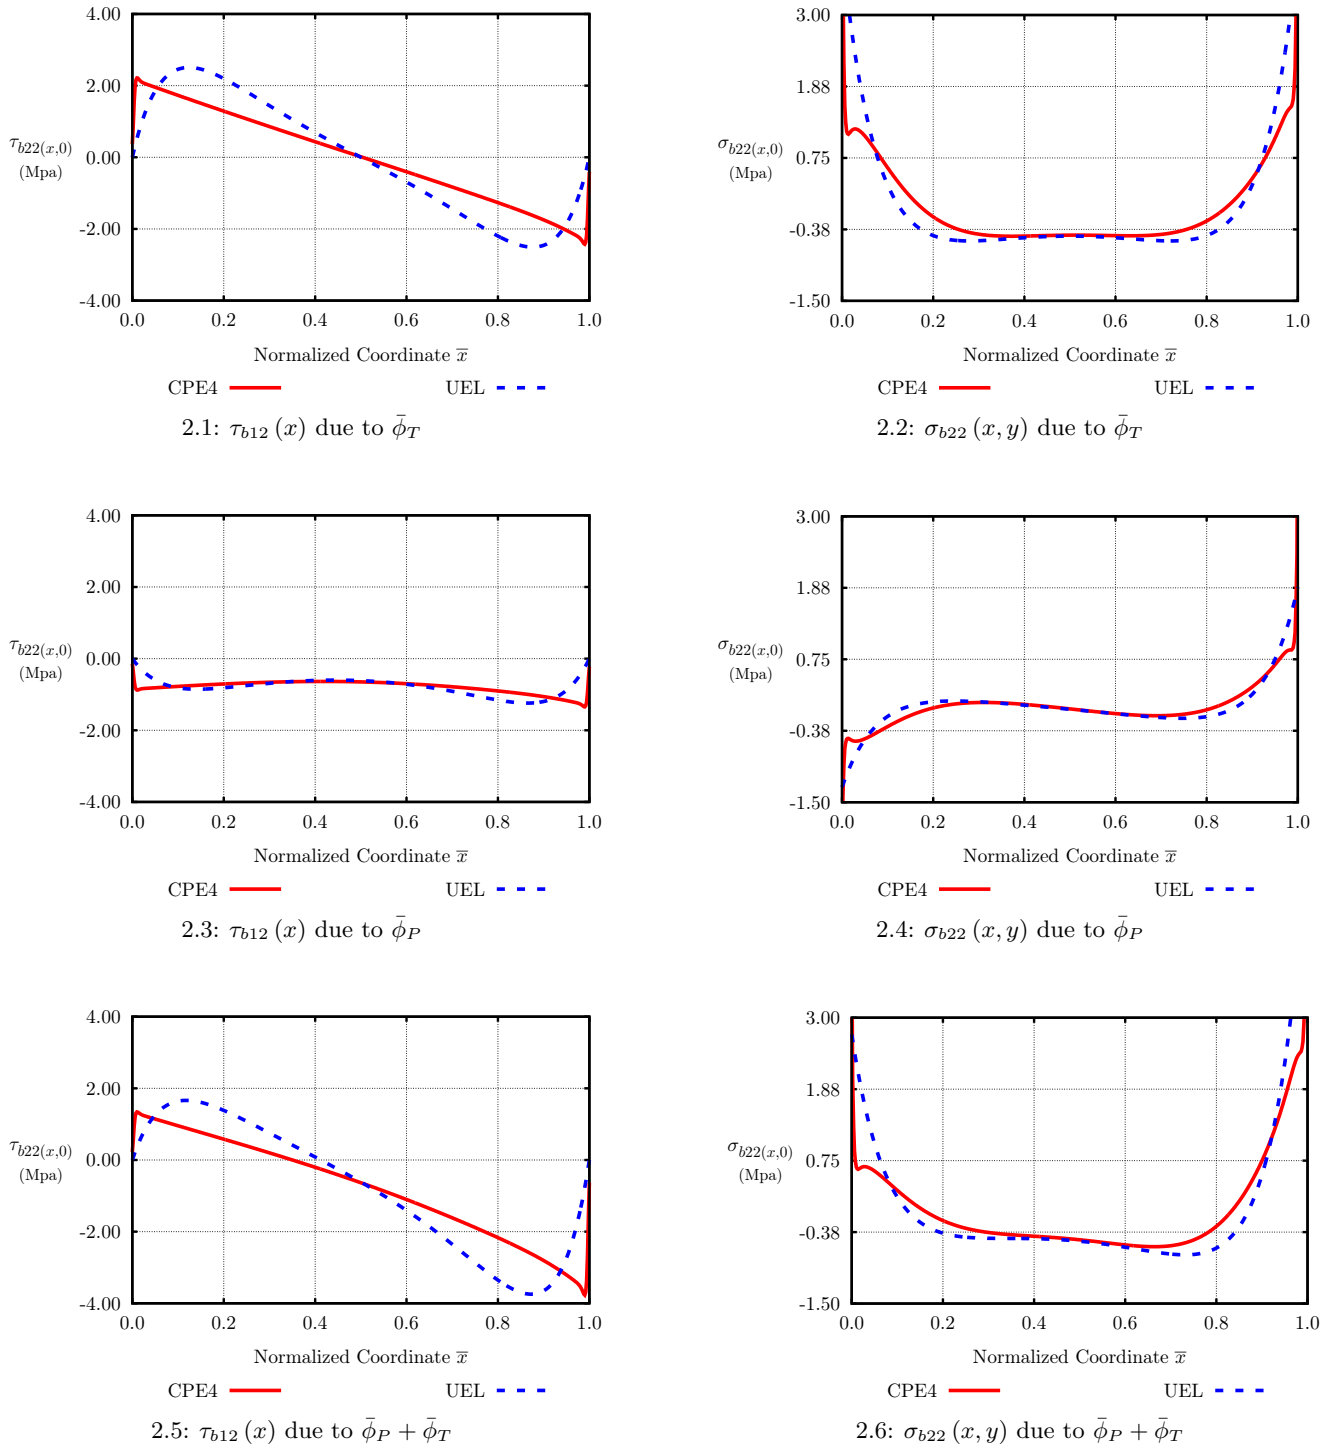 4.00
2.00
0.00
-2.00
-4.00
τb22(x,0)
(Mpa)
0.0 0.2 0.4 0.6 0.8 1.0
Normalized Coordinate x̅
CPE4 UEL
2.1: τb12 (x) due to ϕ̄T
3.00
1.88
0.75
-0.38
-1.50
σb22(x,0)
(Mpa)
0.0 0.2 0.4 0.6 0.8 1.0
Normalized Coordinate x̅
CPE4 UEL
2.2: σb22 (x, y) due to ϕ̄T
4.00
2.00
0.00
-2.00
-4.00
τb22(x,0)
(Mpa)
0.0 0.2 0.4 0.6 0.8 1.0
Normalized Coordinate x̅
CPE4 UEL
2.3: τb12 (x) due to ϕ̄P
3.00
1.88
0.75
-0.38
-1.50
σb22(x,0)
(Mpa)
0.0 0.2 0.4 0.6 0.8 1.0
Normalized Coordinate x̅
CPE4 UEL
2.4: σb22 (x, y) due to ϕ̄P
4.00
2.00
0.00
-2.00
-4.00
τb22(x,0)
(Mpa)
0.0 0.2 0.4 0.6 0.8 1.0
Normalized Coordinate x̅
CPE4 UEL
2.5: τb12 (x) due to ϕ̄P + ϕ̄T
3.00
1.88
0.75
-0.38
-1.50
σb22(x,0)
(Mpa)
0.0 0.2 0.4 0.6 0.8 1.0
Normalized Coordinate x̅
CPE4 UEL
2.6: σb22 (x, y) due to ϕ̄P + ϕ̄T